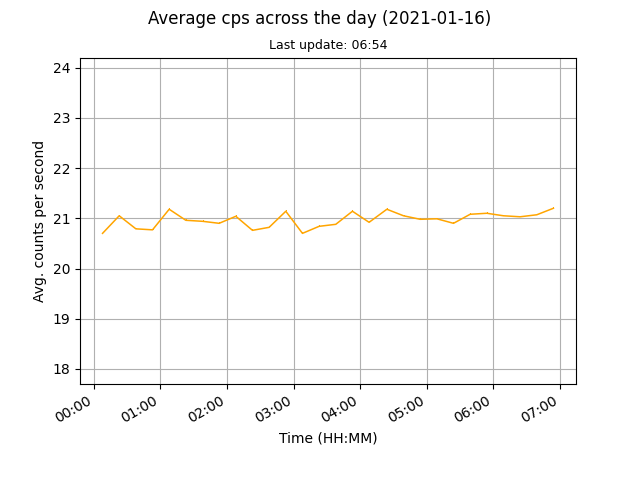 Average cps across the day (2021-01-16)
Last update: 06:54
24
23
22
21
20
19
18
Avg. counts per second
00:00 01:00 02:00 03:00 04:00 05:00 06:00 07:00
Time (HH:MM)